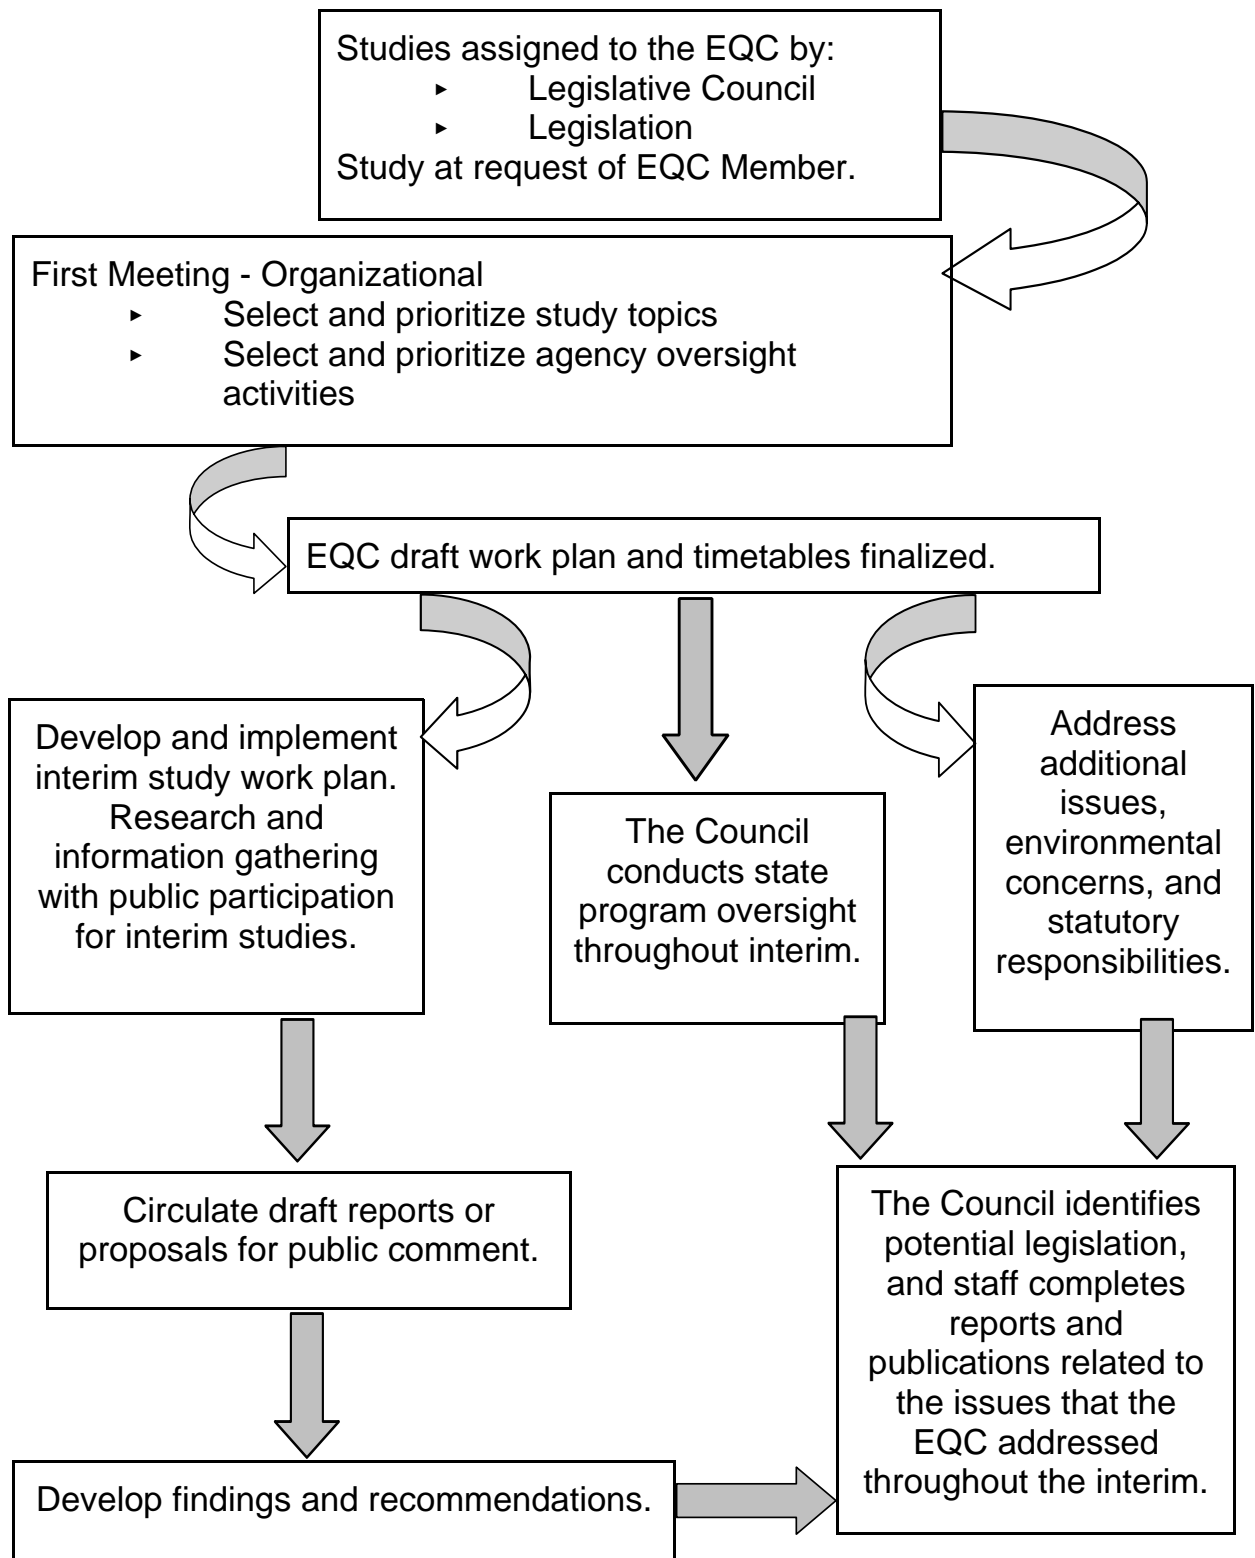 Studies assigned to the EQC by:
▸ Legislative Council
▸ Legislation
Study at request of EQC Member.
First Meeting - Organizational
▸ Select and prioritize study topics
▸ Select and prioritize agency oversight
activities
EQC draft work plan and timetables finalized.
Develop and implement
interim study work plan.
Research and
information gathering
with public participation
for interim studies.
The Council
conducts state
program oversight
throughout interim.
Address
additional
issues,
environmental
concerns, and
statutory
responsibilities.
Circulate draft reports or
proposals for public comment.
The Council identifies
potential legislation,
and staff completes
reports and
publications related to
the issues that the
EQC addressed
throughout the interim.
Develop findings and recommendations.